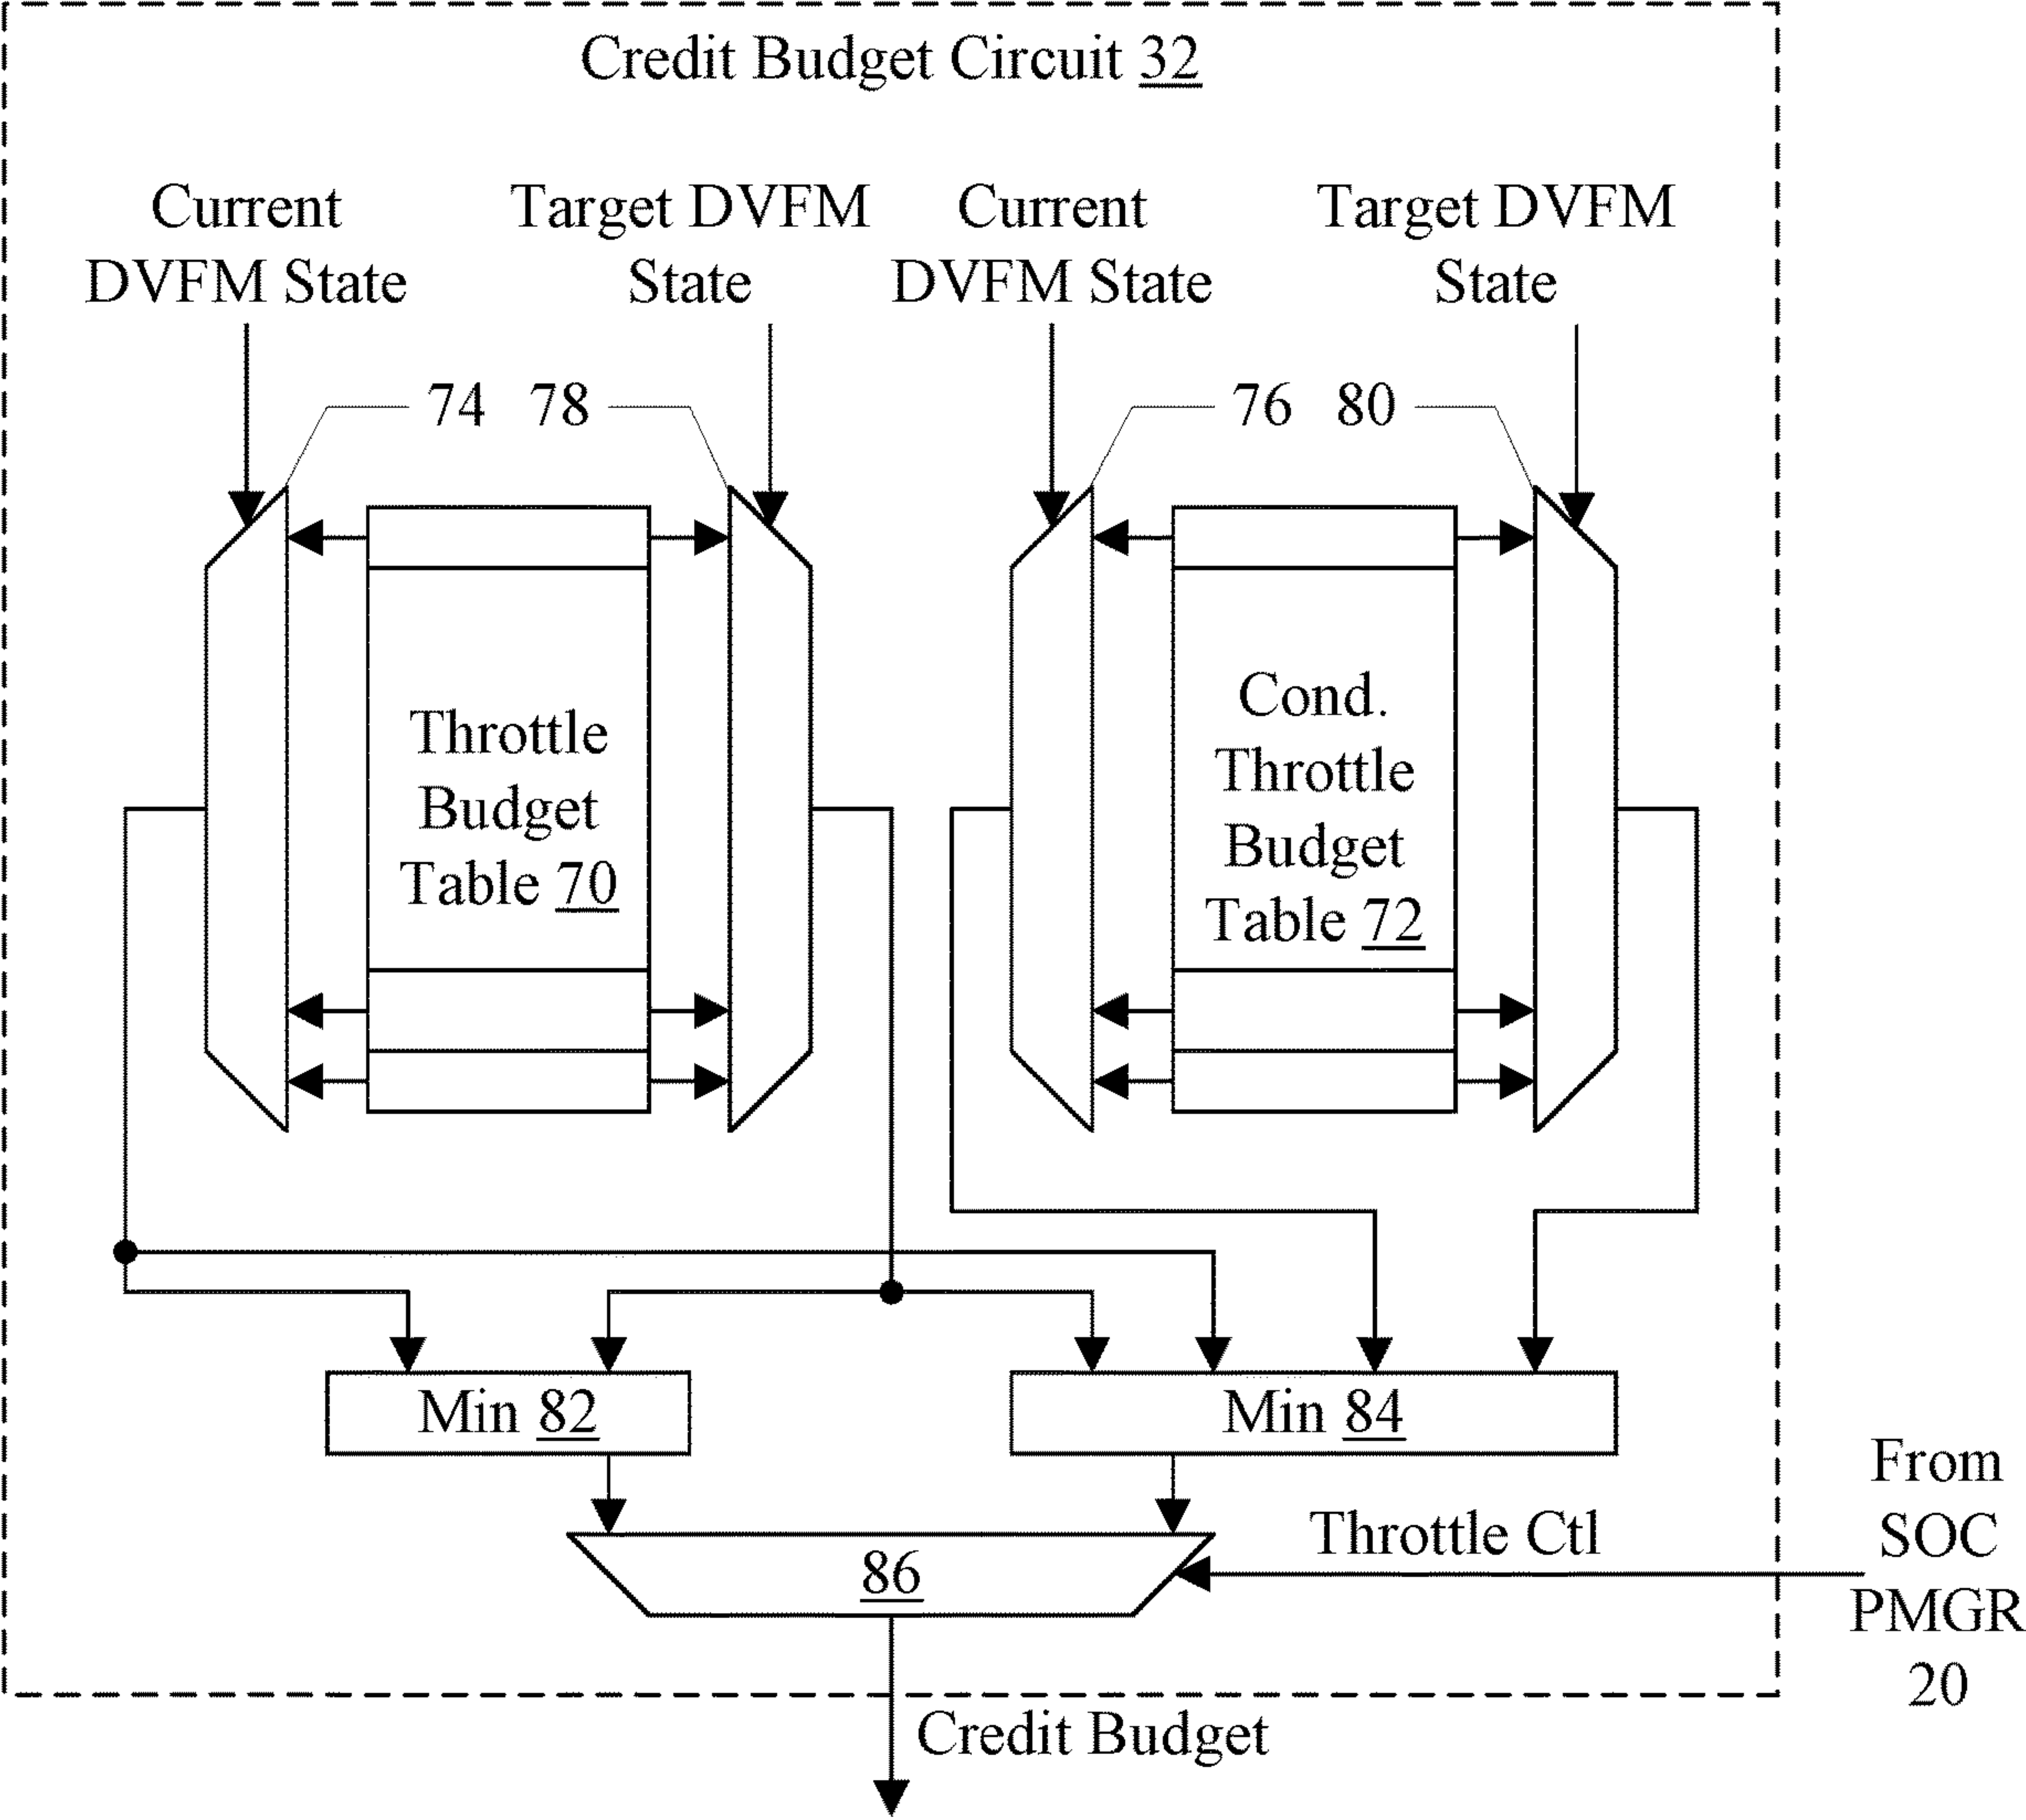 Credit Budget Circuit 32
Current
DVFM State
Target DVFM
State
Current
DVFM State
Target DVFM
State
74
78
76
80
Throttle
Budget
Table 70
Cond.
Throttle
Budget
Table 72
Min 82
Min 84
86
Throttle Ctl
From
SOC
PMGR
20
Credit Budget